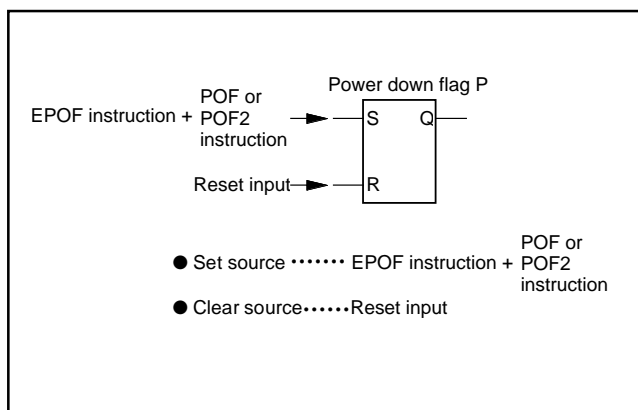 Power down flag P
EPOF instruction + POF or
POF2
instruction
S Q
Reset input
R
● Set source ······· EPOF instruction + POF or
POF2
instruction
● Clear source ······ Reset input